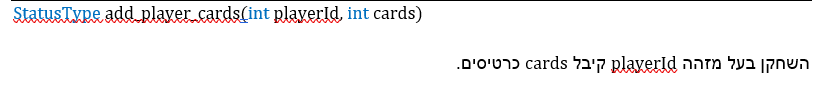 StatusType add_player_cards(int playerId, int cards)
השחקן בעל מזהה playerId קיבל cards כרטיסים.